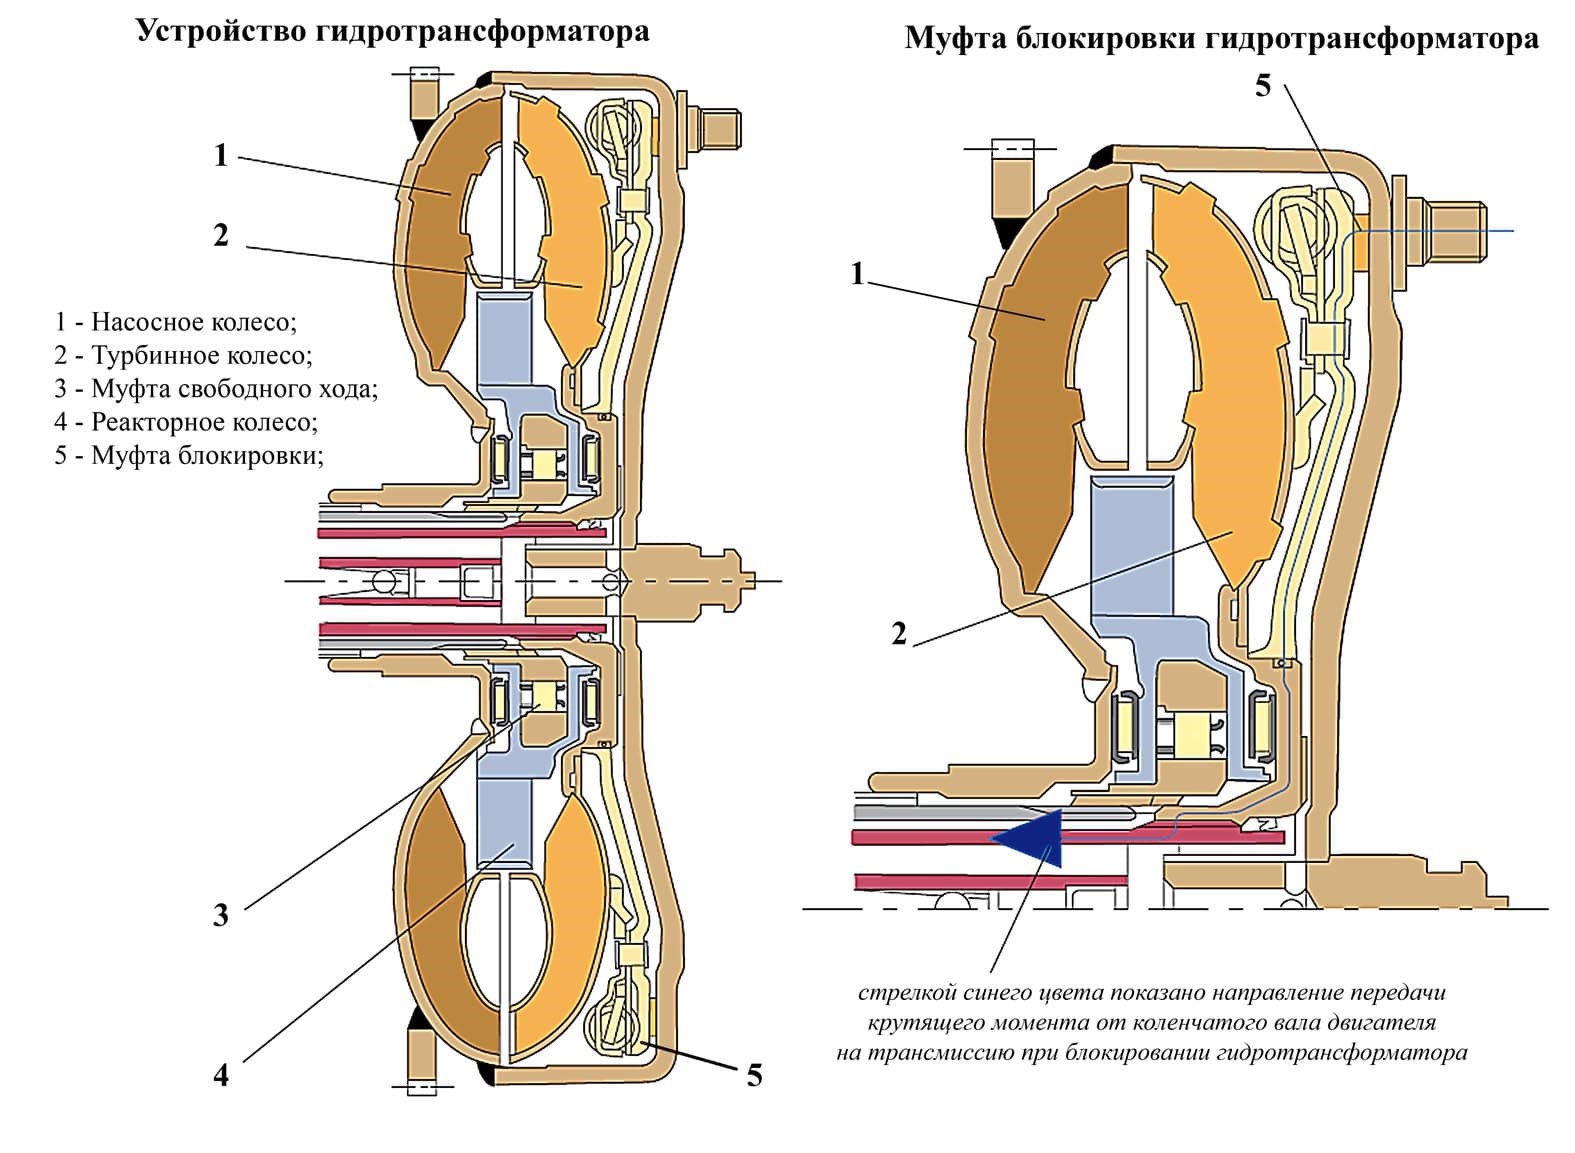 Устройство гидротрансформатора
1
2
1 - Насосное колесо;
2 - Турбинное колесо;
3 - Муфта свободного хода;
4 - Реакторное колесо;
5 - Муфта блокировки;
3
4
5
Муфта блокировки гидротрансформатора
5
1
2
стрелкой синего цвета показано направление передачи
крутящего момента от коленчатого вала двигателя
на трансмиссию при блокировании гидротрансформатора